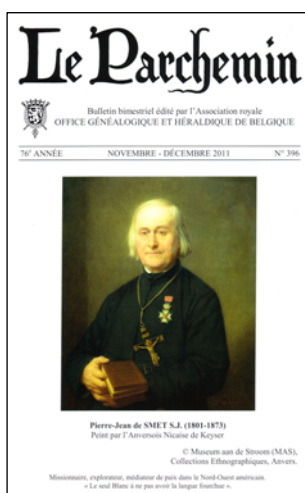 Le Parchemin
Bulletin bimestriel édité par l'Association royale
OFFICE GÉNÉALOGIQUE ET HÉRALDIQUE DE BELGIQUE
76e ANNÉE NOVEMBRE - DÉCEMBRE 2011 N° 396
Pierre-Jean de SMET S.J. (1801-1873)
Peint par l'Anversois Nicaise de Keyser
© Museum aan de Stroom (MAS),
Collections Ethnographiques, Anvers.
Missionnaire, explorateur, médiateur de paix dans le Nord-Ouest américain.
« Le seul Blanc à ne pas avoir la langue fourchue ».